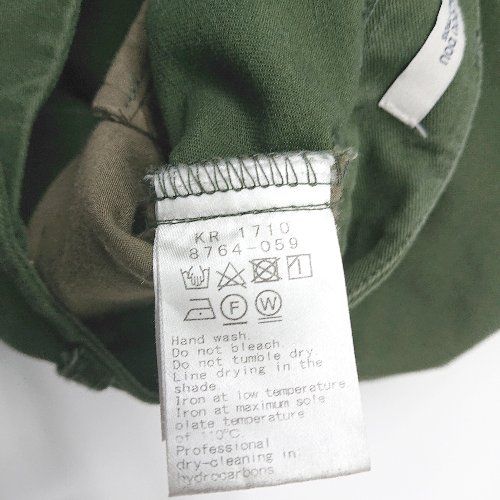 KR 1710
8764-059
F
W
Hand wash.
Do not bleach.
Do not tumble dry.
Line drying in the
shade.
Iron at low temperature
Iron at maximum sole
plate temperature
of 110°C
Professional
dry-cleaning in
hydrocarbons